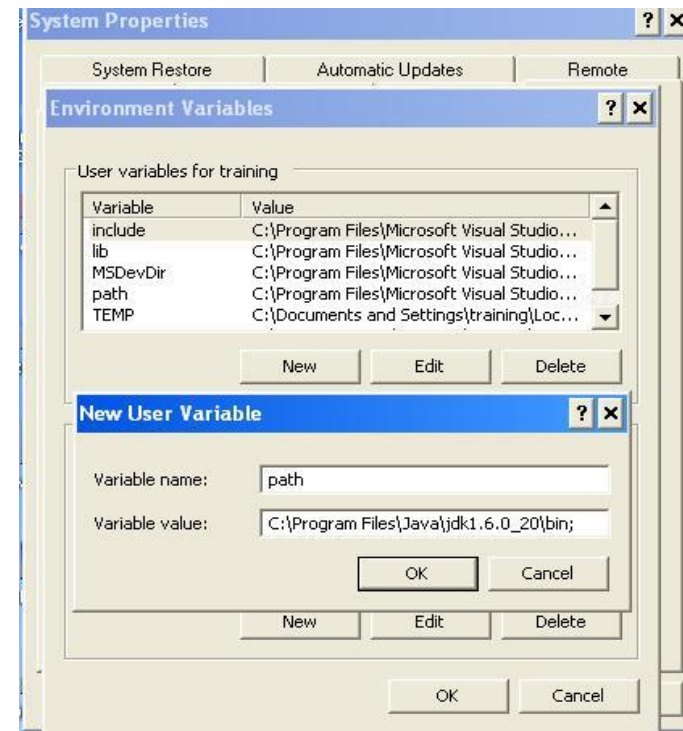 System Properties
System Restore Automatic Updates Remote
Environment Variables
User variables for training
Variable Value
include C:\Program Files\Microsoft Visual Studio...
lib C:\Program Files\Microsoft Visual Studio...
MSDevDir C:\Program Files\Microsoft Visual Studio...
path C:\Program Files\Microsoft Visual Studio...
TEMP C:\Documents and Settings\training\Loc...
New Edit Delete
New User Variable
Variable name: path
Variable value: C:\Program Files\Java\jdk1.6.0_20\bin;
OK Cancel
New Edit Delete
OK Cancel